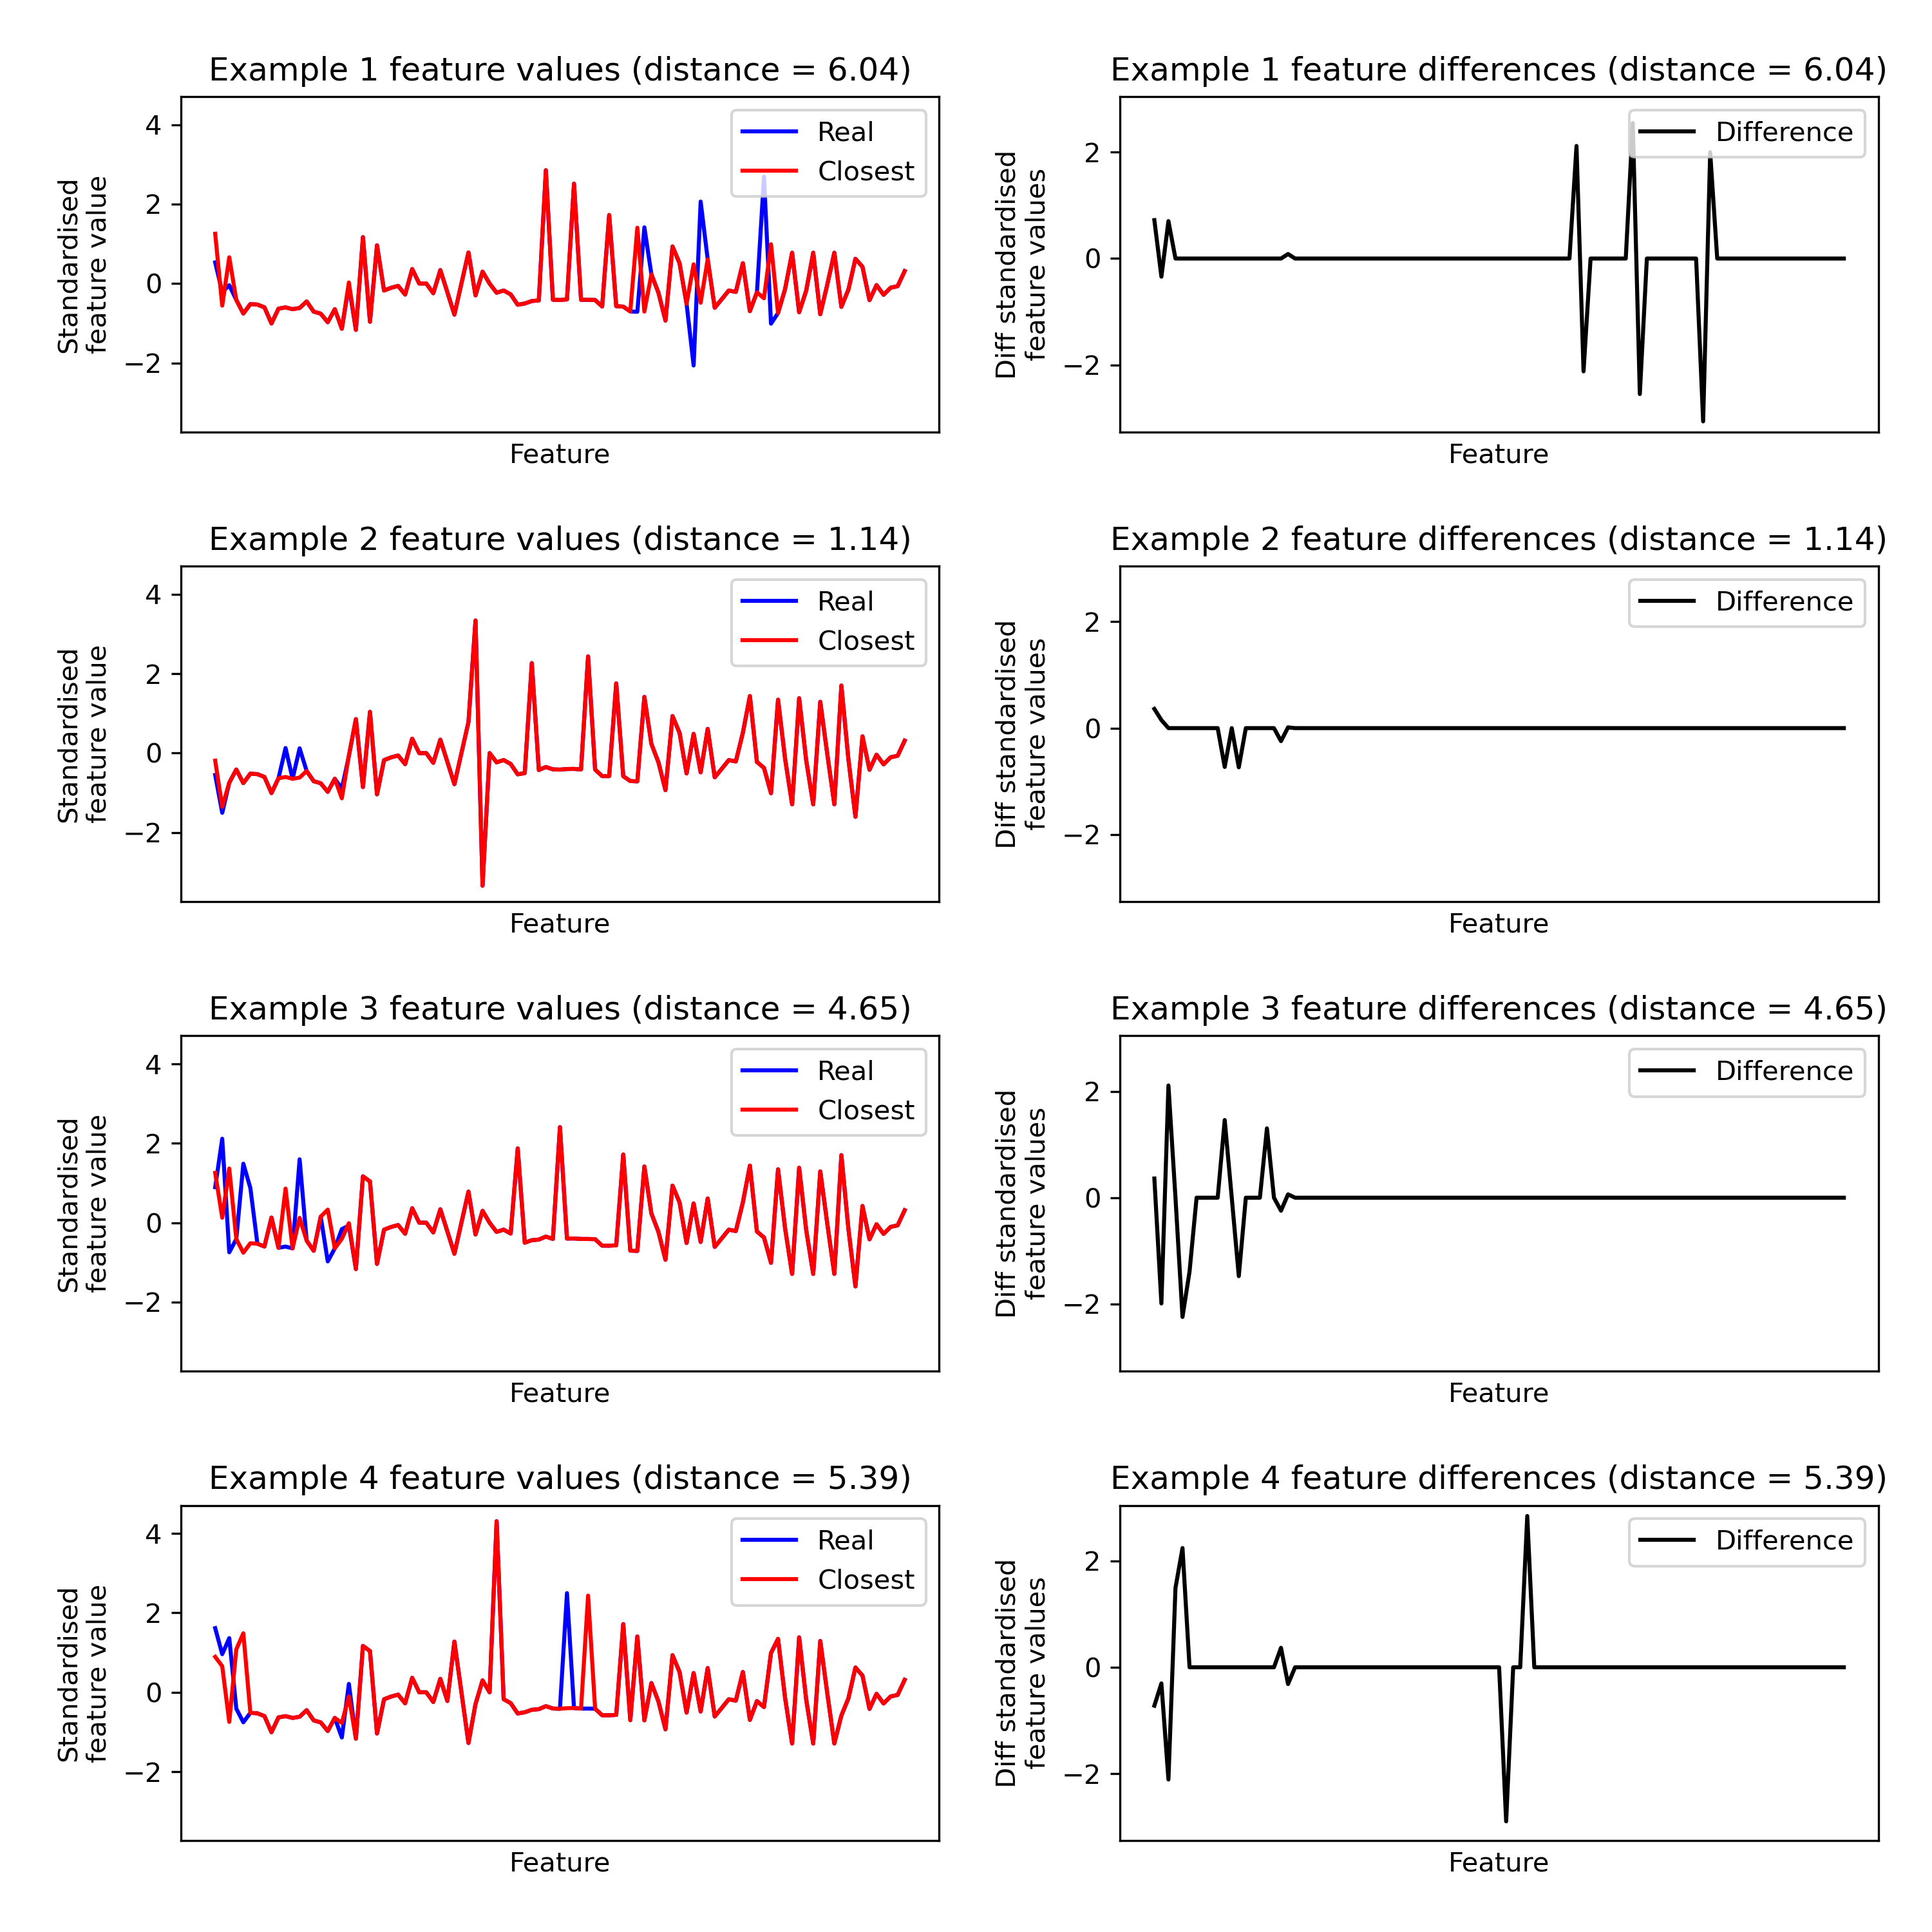 Example 1 feature values (distance = 6.04)
Standardised
feature value
4
2
0
−2
Real
Closest
Feature
Example 1 feature differences (distance = 6.04)
Diff standardised
feature values
2
0
−2
Difference
Feature
Example 2 feature values (distance = 1.14)
Standardised
feature value
4
2
0
−2
Real
Closest
Feature
Example 2 feature differences (distance = 1.14)
Diff standardised
feature values
2
0
−2
Difference
Feature
Example 3 feature values (distance = 4.65)
Standardised
feature value
4
2
0
−2
Real
Closest
Feature
Example 3 feature differences (distance = 4.65)
Diff standardised
feature values
2
0
−2
Difference
Feature
Example 4 feature values (distance = 5.39)
Standardised
feature value
4
2
0
−2
Real
Closest
Feature
Example 4 feature differences (distance = 5.39)
Diff standardised
feature values
2
0
−2
Difference
Feature